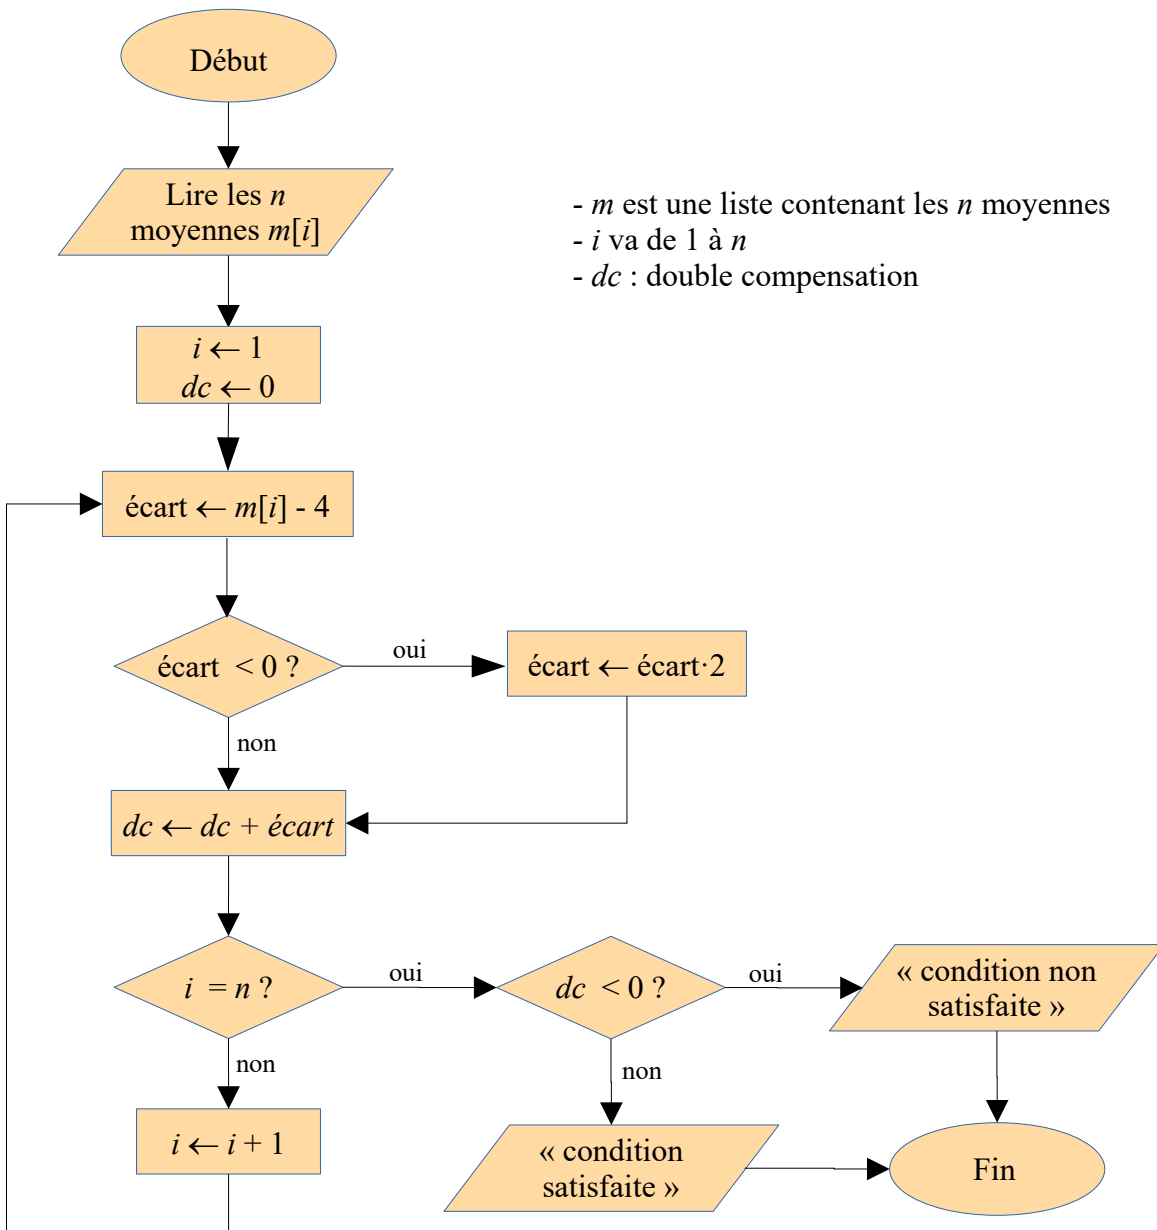 Début
Lire les n
moyennes m[i]
- m est une liste contenant les n moyennes
- i va de 1 à n
- dc : double compensation
i ← 1
dc ← 0
écart ← m[i] - 4
écart < 0 ?
oui
écart ← écart·2
non
dc ← dc + écart
i = n ?
oui
dc < 0 ?
oui
« condition non
satisfaite »
non
non
i ← i + 1
« condition
satisfaite »
Fin